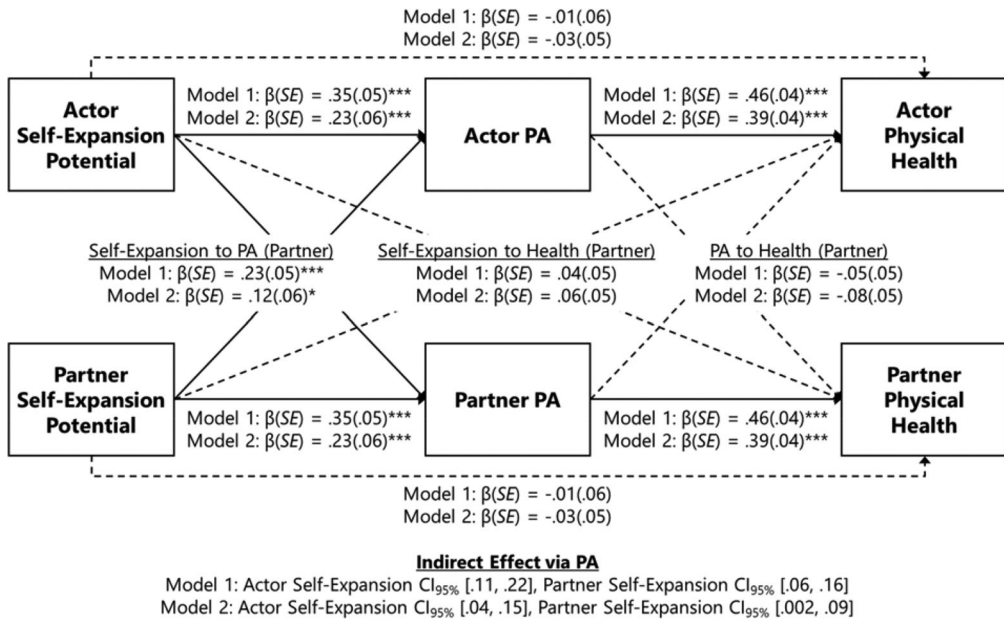 Model 1: β(SE) = -.01(.06)
Model 2: β(SE) = -.03(.05)
Actor
Self-Expansion
Potential
Model 1: β(SE) = .35(.05)***
Model 2: β(SE) = .23(.06)***
Actor PA
Model 1: β(SE) = .46(.04)***
Model 2: β(SE) = .39(.04)***
Actor
Physical
Health
Self-Expansion to PA (Partner)
Model 1: β(SE) = .23(.05)***
Model 2: β(SE) = .12(.06)*
Self-Expansion to Health (Partner)
Model 1: β(SE) = .04(.05)
Model 2: β(SE) = .06(.05)
PA to Health (Partner)
Model 1: β(SE) = -.05(.05)
Model 2: β(SE) = -.08(.05)
Partner
Self-Expansion
Potential
Model 1: β(SE) = .35(.05)***
Model 2: β(SE) = .23(.06)***
Partner PA
Model 1: β(SE) = .46(.04)***
Model 2: β(SE) = .39(.04)***
Partner
Physical
Health
Model 1: β(SE) = -.01(.06)
Model 2: β(SE) = -.03(.05)
Indirect Effect via PA
Model 1: Actor Self-Expansion CI95% [.11, .22], Partner Self-Expansion CI95% [.06, .16]
Model 2: Actor Self-Expansion CI95% [.04, .15], Partner Self-Expansion CI95% [.002, .09]